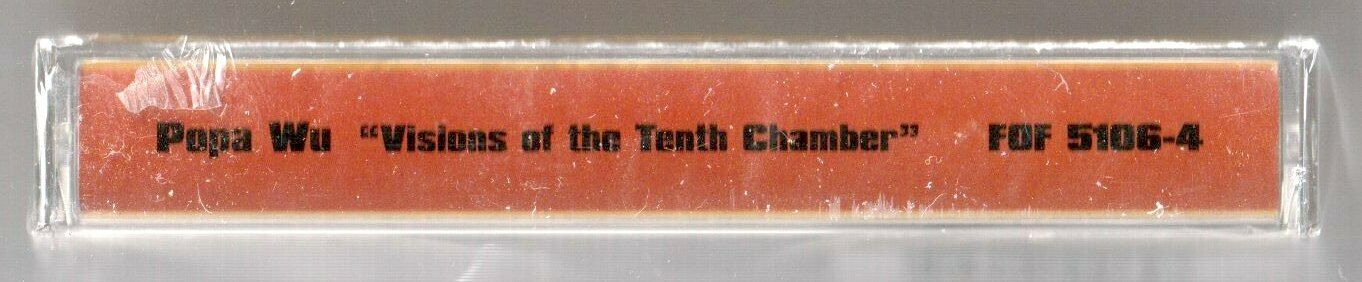 Popa Wu “Visions of the Tenth Chamber” FOF 5106-4